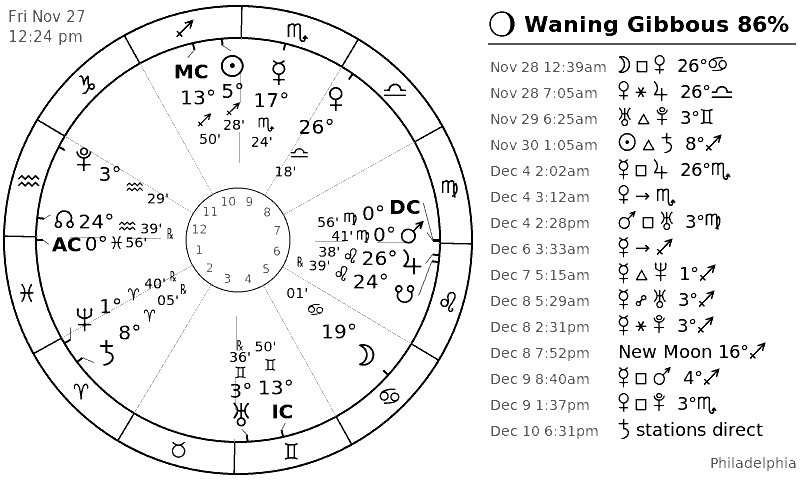 Fri Nov 27
12:24 pm
♐ ♏ ♎ ♍ ♌ ♋ ♊ ♉ ♈ ♓ ♒ ♑
MC 13° ♐ 50'
☉ 5° ♐ 28'
☿ 17° ♏ 24'
♀ 26° ♎ 18'
DC 0° ♍ 56'
♂ 0° ♍ 41'
♃ 26° ♌ 38'
☋ 24° ♌ 39' ℞
☽ 19° ♋ 01'
IC 13° ♊ 50'
♅ 3° ♊ 36' ℞
♄ 8° ♈ 05' ℞
♆ 1° ♈ 40' ℞
AC 0° ♓ 56'
☊ 24° ♒ 39' ℞
♇ 3° ♒ 29'
1 2 3 4 5 6 7 8 9 10 11 12
Waning Gibbous 86%
Nov 28 12:39am ☽ □ ♀ 26°♋
Nov 28 7:05am ♀ ⚹ ♃ 26°♎
Nov 29 6:25am ♅ △ ♇ 3°♊
Nov 30 1:05am ☉ △ ♄ 8°♐
Dec 4 2:02am ☿ □ ♃ 26°♏
Dec 4 3:12am ♀ → ♏
Dec 4 2:28pm ♂ □ ♅ 3°♍
Dec 6 3:33am ☿ → ♐
Dec 7 5:15am ☿ △ ♆ 1°♐
Dec 8 5:29am ☿ ☍ ♅ 3°♐
Dec 8 2:31pm ☿ ⚹ ♇ 3°♐
Dec 8 7:52pm New Moon 16°♐
Dec 9 8:40am ☿ □ ♂ 4°♐
Dec 9 1:37pm ♀ □ ♇ 3°♏
Dec 10 6:31pm ♄ stations direct
Philadelphia